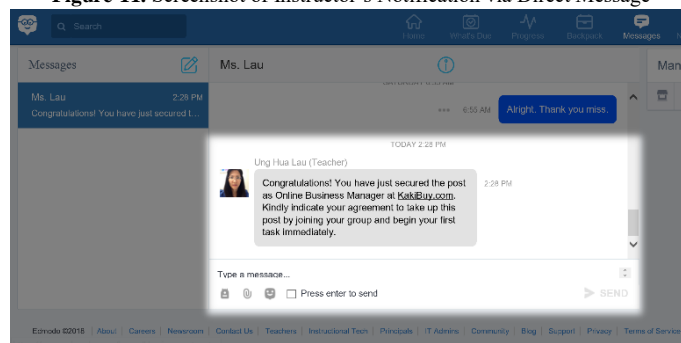 Figure 11. Screenshot of Instructor's Notification via Direct Message
Search
Home
What's Due
Progress
Backpack
Messages
Messages
Ms. Lau
Man
Ms. Lau 2:28 PM
Congratulations! You have just secured t...
6:55 AM
Alright. Thank you miss.
TODAY 2:28 PM
Ung Hua Lau (Teacher)
Congratulations! You have just secured the post
as Online Business Manager at KakiBuy.com.
Kindly indicate your agreement to take up this
post by joining your group and begin your first
task immediately.
2:28 PM
Type a message...
Press enter to send
SEND
Edmodo ©2018 | About | Careers | Newsroom | Contact Us | Teachers | Instructional Tech | Principals | IT Admins | Community | Blog | Support | Privacy | Terms of Service